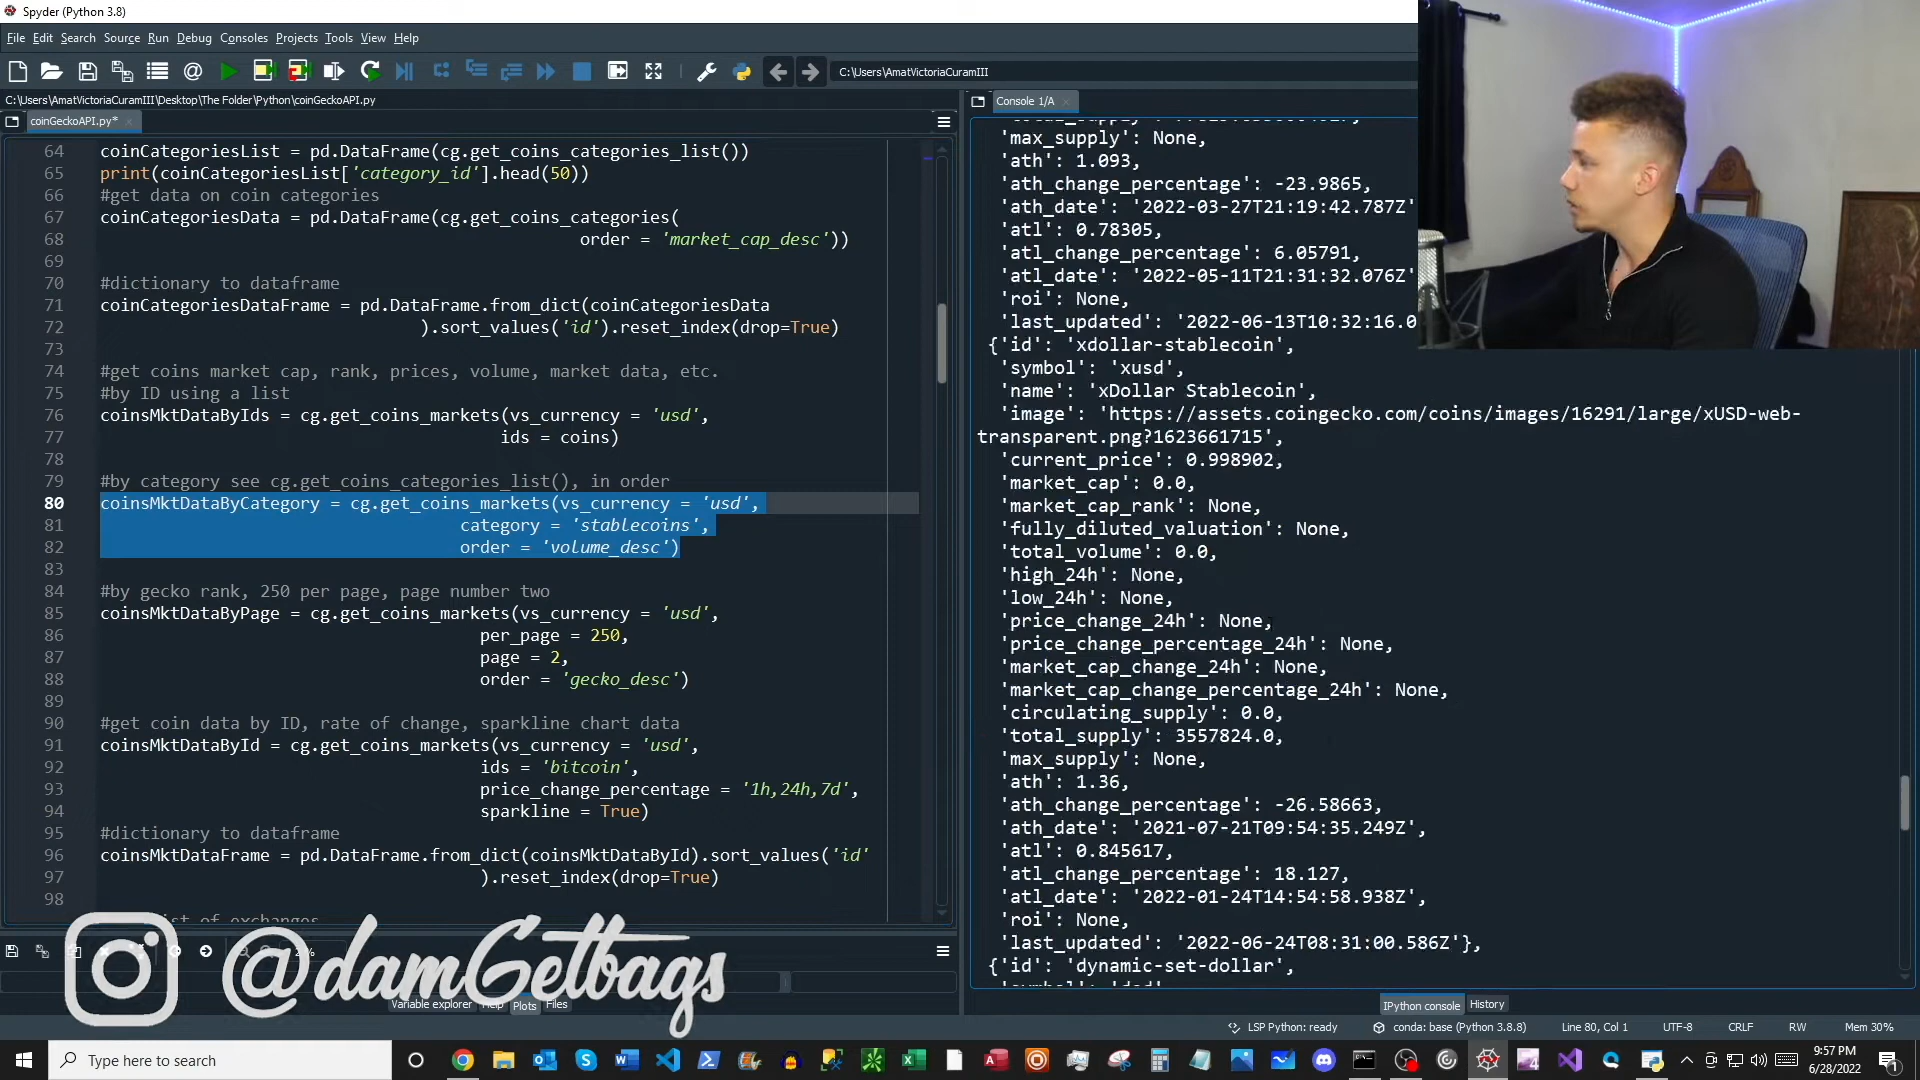 Spyder (Python 3.8)
File Edit Search Source Run Debug Consoles Projects Tools View Help
C:\Users\AmatVictoriaCuramIII
C:\Users\AmatVictoriaCuramIII\Desktop\The Folder\Python\coinGeckoAPI.py
coinGeckoAPI.py*
64 coinCategoriesList = pd.DataFrame(cg.get_coins_categories_list())
65 print(coinCategoriesList['category_id'].head(50))
66 #get data on coin categories
67 coinCategoriesData = pd.DataFrame(cg.get_coins_categories(
68 order = 'market_cap_desc'))
69
70 #dictionary to dataframe
71 coinCategoriesDataFrame = pd.DataFrame.from_dict(coinCategoriesData
72 ).sort_values('id').reset_index(drop=True)
73
74 #get coins market cap, rank, prices, volume, market data, etc.
75 #by ID using a list
76 coinsMktDataByIds = cg.get_coins_markets(vs_currency = 'usd',
77 ids = coins)
78
79 #by category see cg.get_coins_categories_list(), in order
80 coinsMktDataByCategory = cg.get_coins_markets(vs_currency = 'usd',
81 category = 'stablecoins',
82 order = 'volume_desc')
83
84 #by gecko rank, 250 per page, page number two
85 coinsMktDataByPage = cg.get_coins_markets(vs_currency = 'usd',
86 per_page = 250,
87 page = 2,
88 order = 'gecko_desc')
89
90 #get coin data by ID, rate of change, sparkline chart data
91 coinsMktDataById = cg.get_coins_markets(vs_currency = 'usd',
92 ids = 'bitcoin',
93 price_change_percentage = '1h,24h,7d',
94 sparkline = True)
95 #dictionary to dataframe
96 coinsMktDataFrame = pd.DataFrame.from_dict(coinsMktDataById).sort_values('id'
97 ).reset_index(drop=True)
98
list of exchanges
@damGetbags
Variable explorer Help Plots Files
Console 1/A
'max_supply': None,
'ath': 1.093,
'ath_change_percentage': -23.9865,
'ath_date': '2022-03-27T21:19:42.787Z'
'atl': 0.78305,
'atl_change_percentage': 6.05791,
'atl_date': '2022-05-11T21:31:32.076Z'
'roi': None,
'last_updated': '2022-06-13T10:32:16.0
{'id': 'xdollar-stablecoin',
'symbol': 'xusd',
'name': 'xDollar Stablecoin',
'image': 'https://assets.coingecko.com/coins/images/16291/large/xUSD-web-
transparent.png?1623661715',
'current_price': 0.998902,
'market_cap': 0.0,
'market_cap_rank': None,
'fully_diluted_valuation': None,
'total_volume': 0.0,
'high_24h': None,
'low_24h': None,
'price_change_24h': None,
'price_change_percentage_24h': None,
'market_cap_change_24h': None,
'market_cap_change_percentage_24h': None,
'circulating_supply': 0.0,
'total_supply': 3557824.0,
'max_supply': None,
'ath': 1.36,
'ath_change_percentage': -26.58663,
'ath_date': '2021-07-21T09:54:35.249Z',
'atl': 0.845617,
'atl_change_percentage': 18.127,
'atl_date': '2022-01-24T14:54:58.938Z',
'roi': None,
'last_updated': '2022-06-24T08:31:00.586Z'},
{'id': 'dynamic-set-dollar',
IPython console History
LSP Python: ready conda: base (Python 3.8.8) Line 80, Col 1 UTF-8 CRLF RW Mem 30%
Type here to search
9:57 PM
6/28/2022